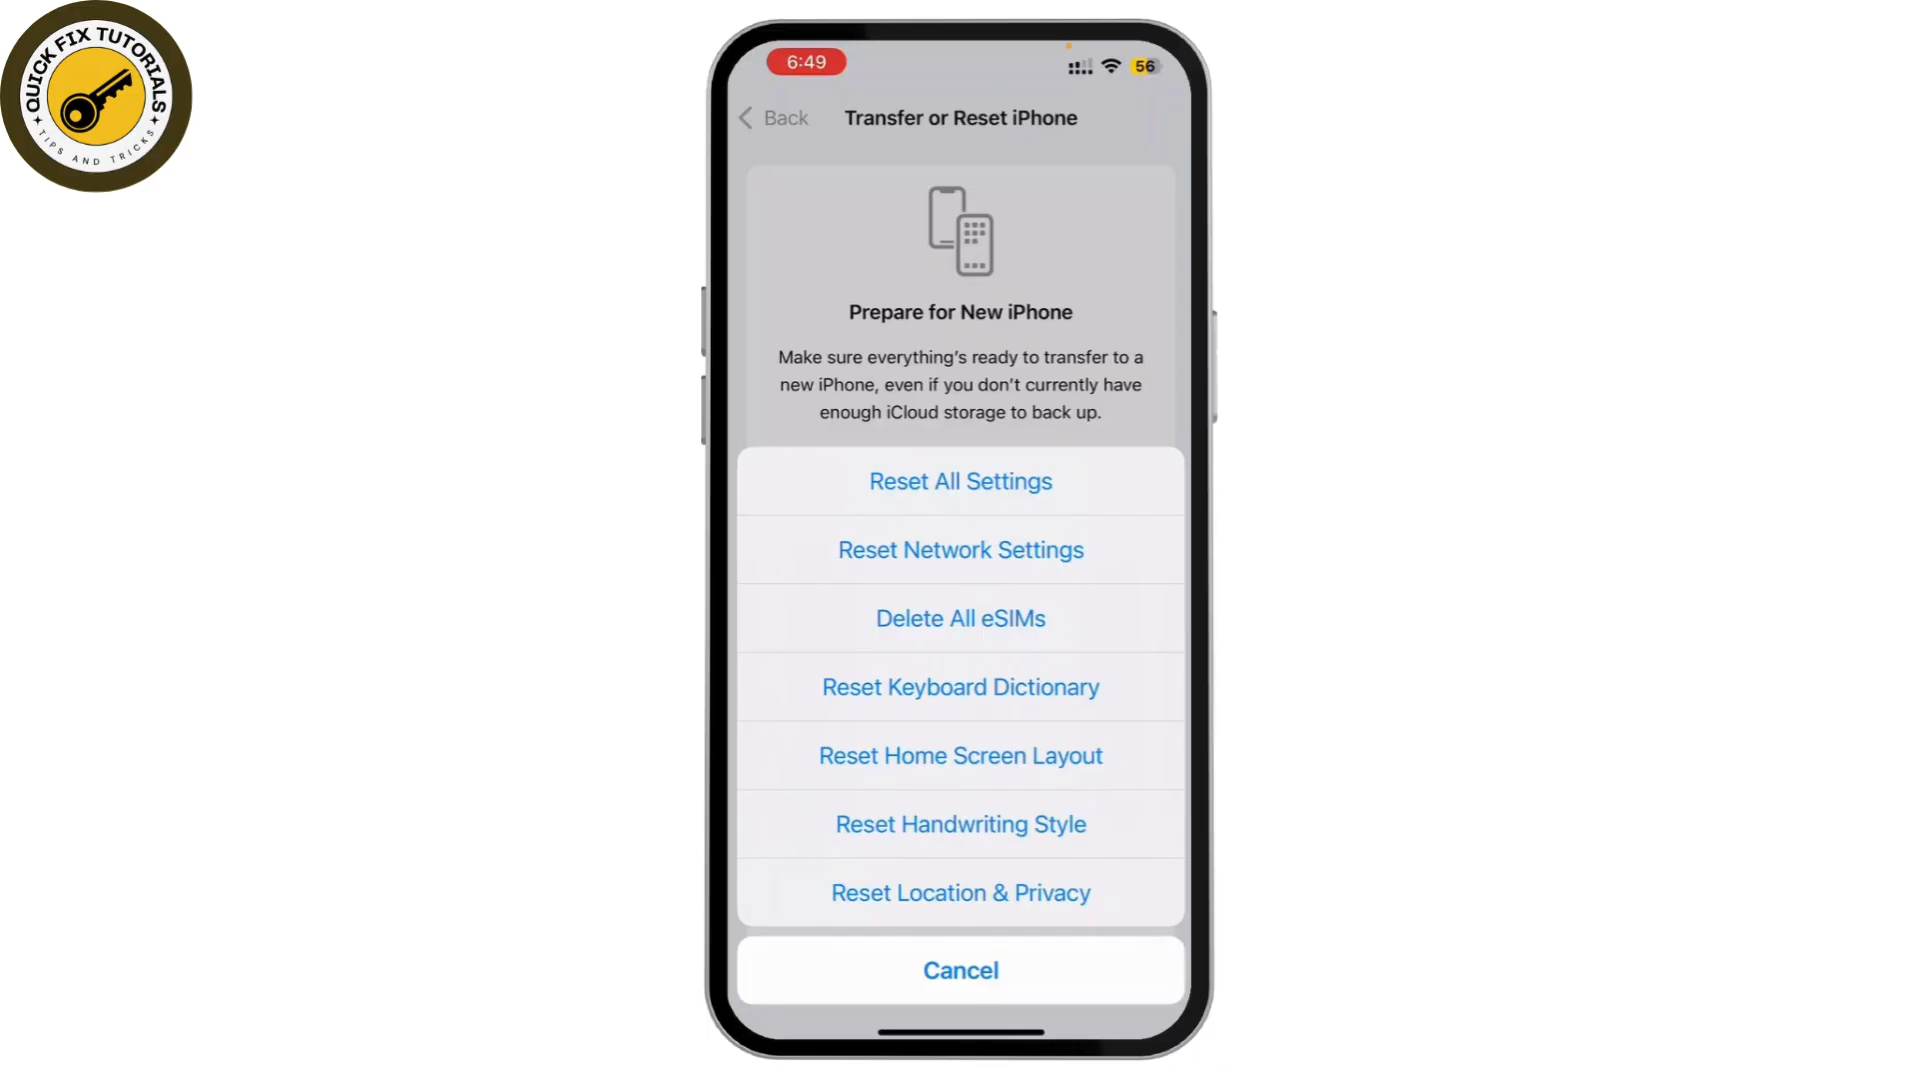 QUICK FIX TUTORIALS
TIPS AND TRICKS
6:49
56
Back
Transfer or Reset iPhone
Prepare for New iPhone
Make sure everything's ready to transfer to a
new iPhone, even if you don't currently have
enough iCloud storage to back up.
Reset All Settings
Reset Network Settings
Delete All eSIMs
Reset Keyboard Dictionary
Reset Home Screen Layout
Reset Handwriting Style
Reset Location & Privacy
Cancel